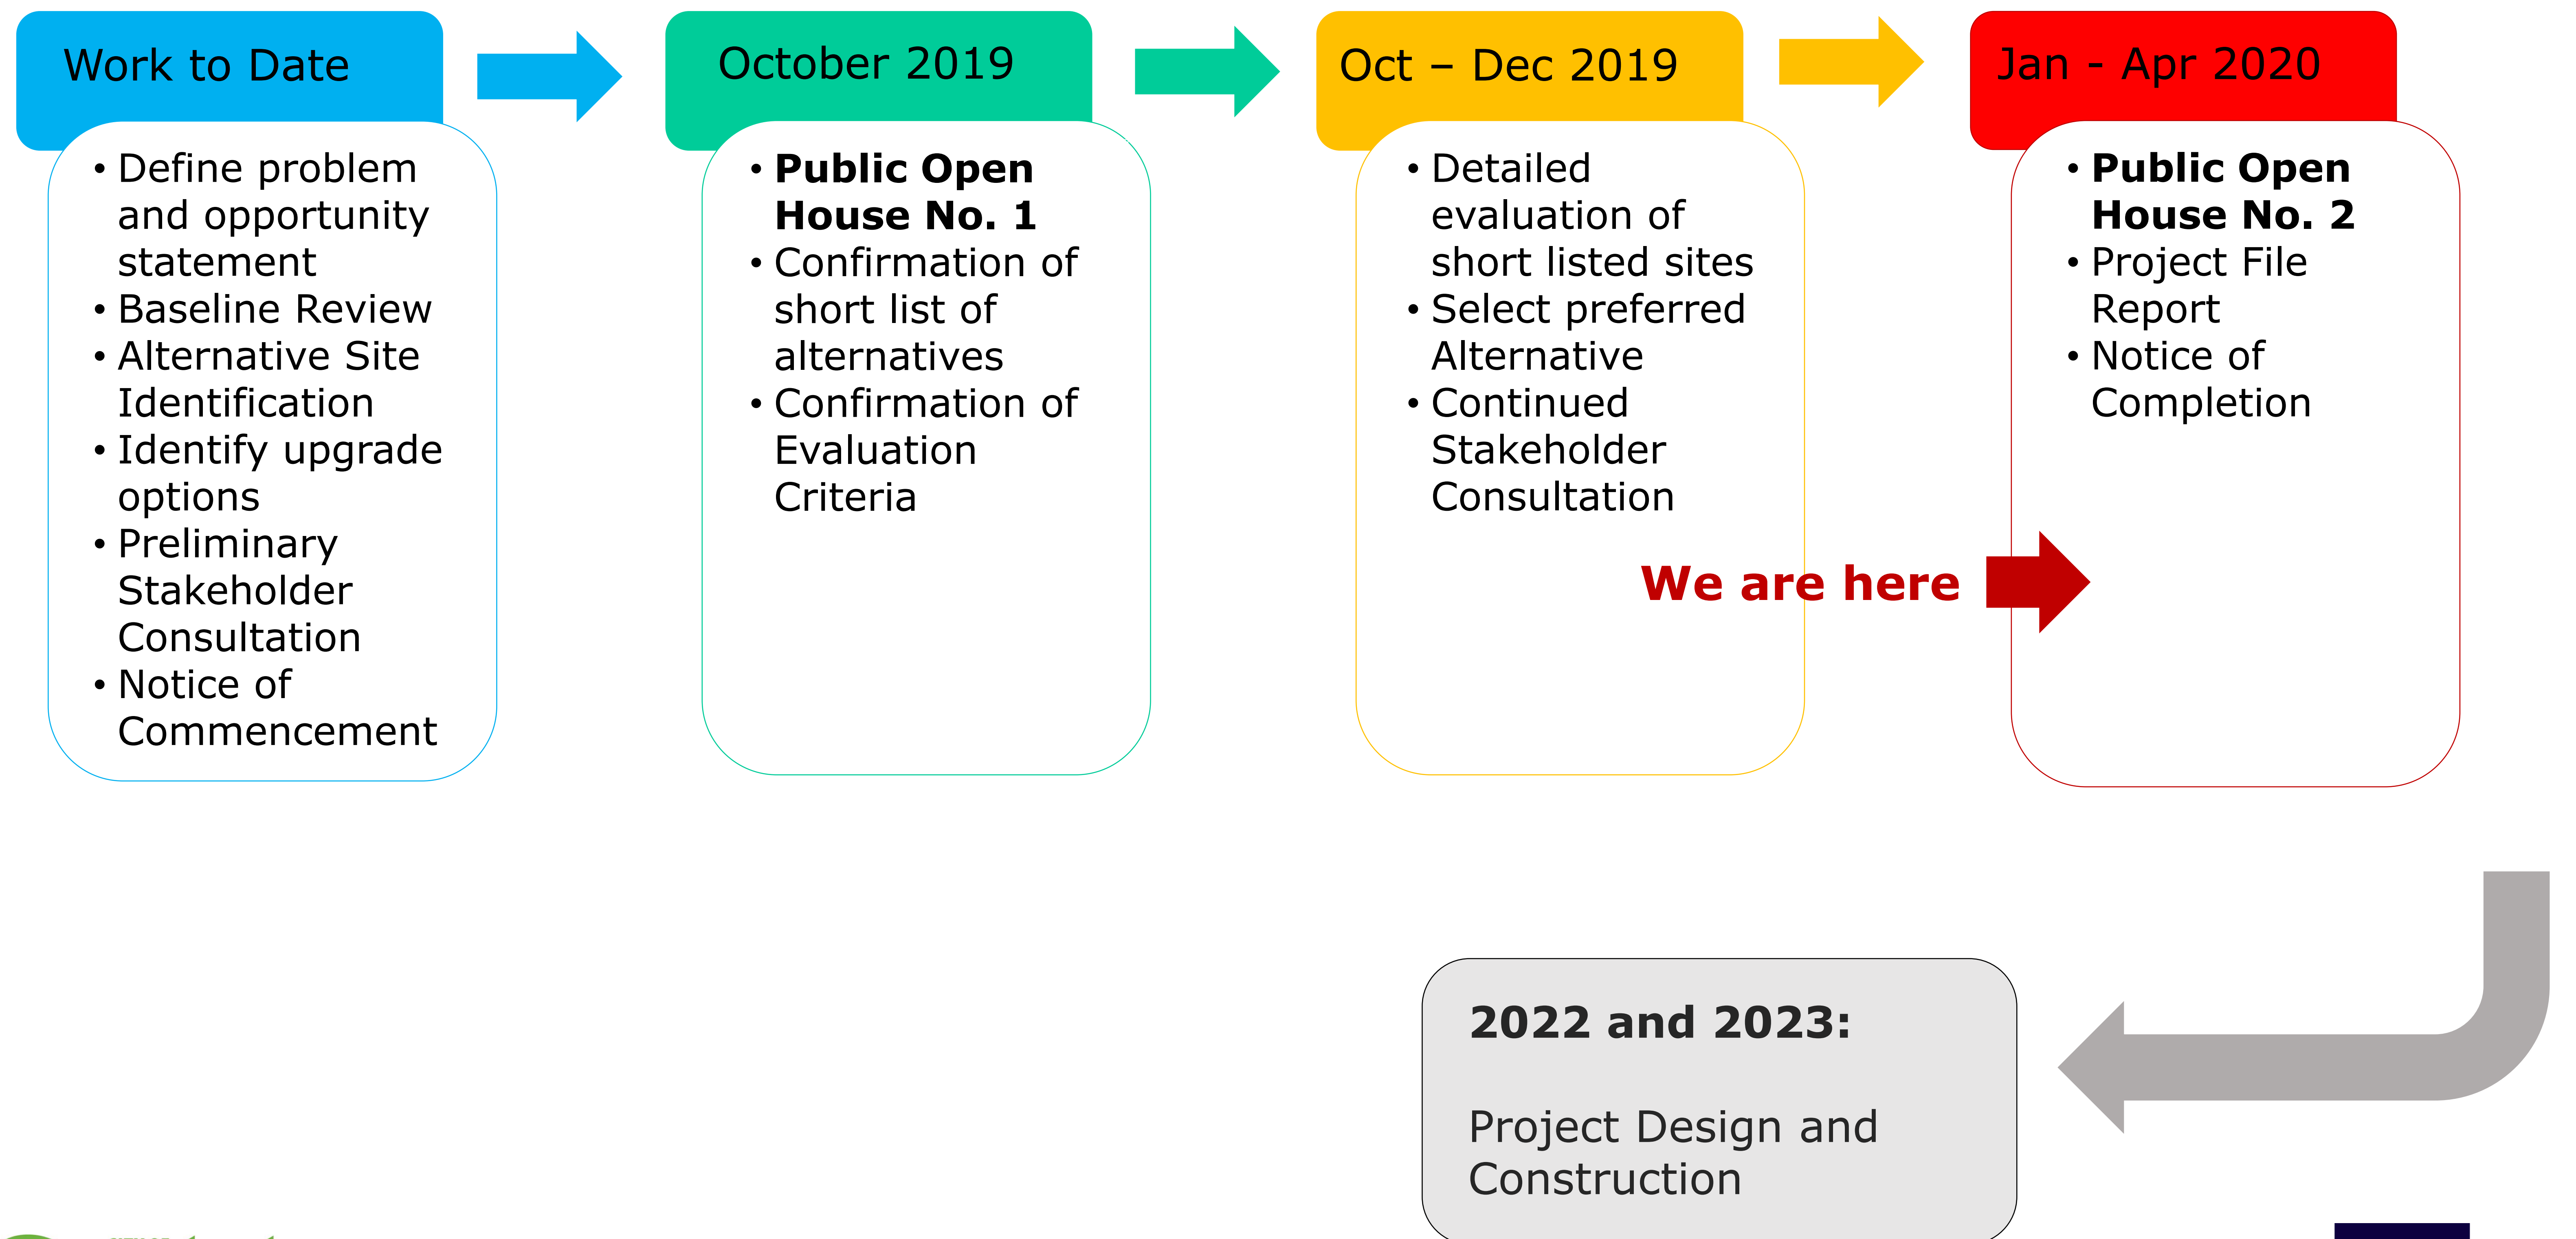 Work to Date
• Define problem
and opportunity
statement
• Baseline Review
• Alternative Site
Identification
• Identify upgrade
options
• Preliminary
Stakeholder
Consultation
• Notice of
Commencement
October 2019
• Public Open
House No. 1
• Confirmation of
short list of
alternatives
• Confirmation of
Evaluation
Criteria
Oct – Dec 2019
• Detailed
evaluation of
short listed sites
• Select preferred
Alternative
• Continued
Stakeholder
Consultation
Jan - Apr 2020
• Public Open
House No. 2
• Project File
Report
• Notice of
Completion
We are here
2022 and 2023:
Project Design and
Construction